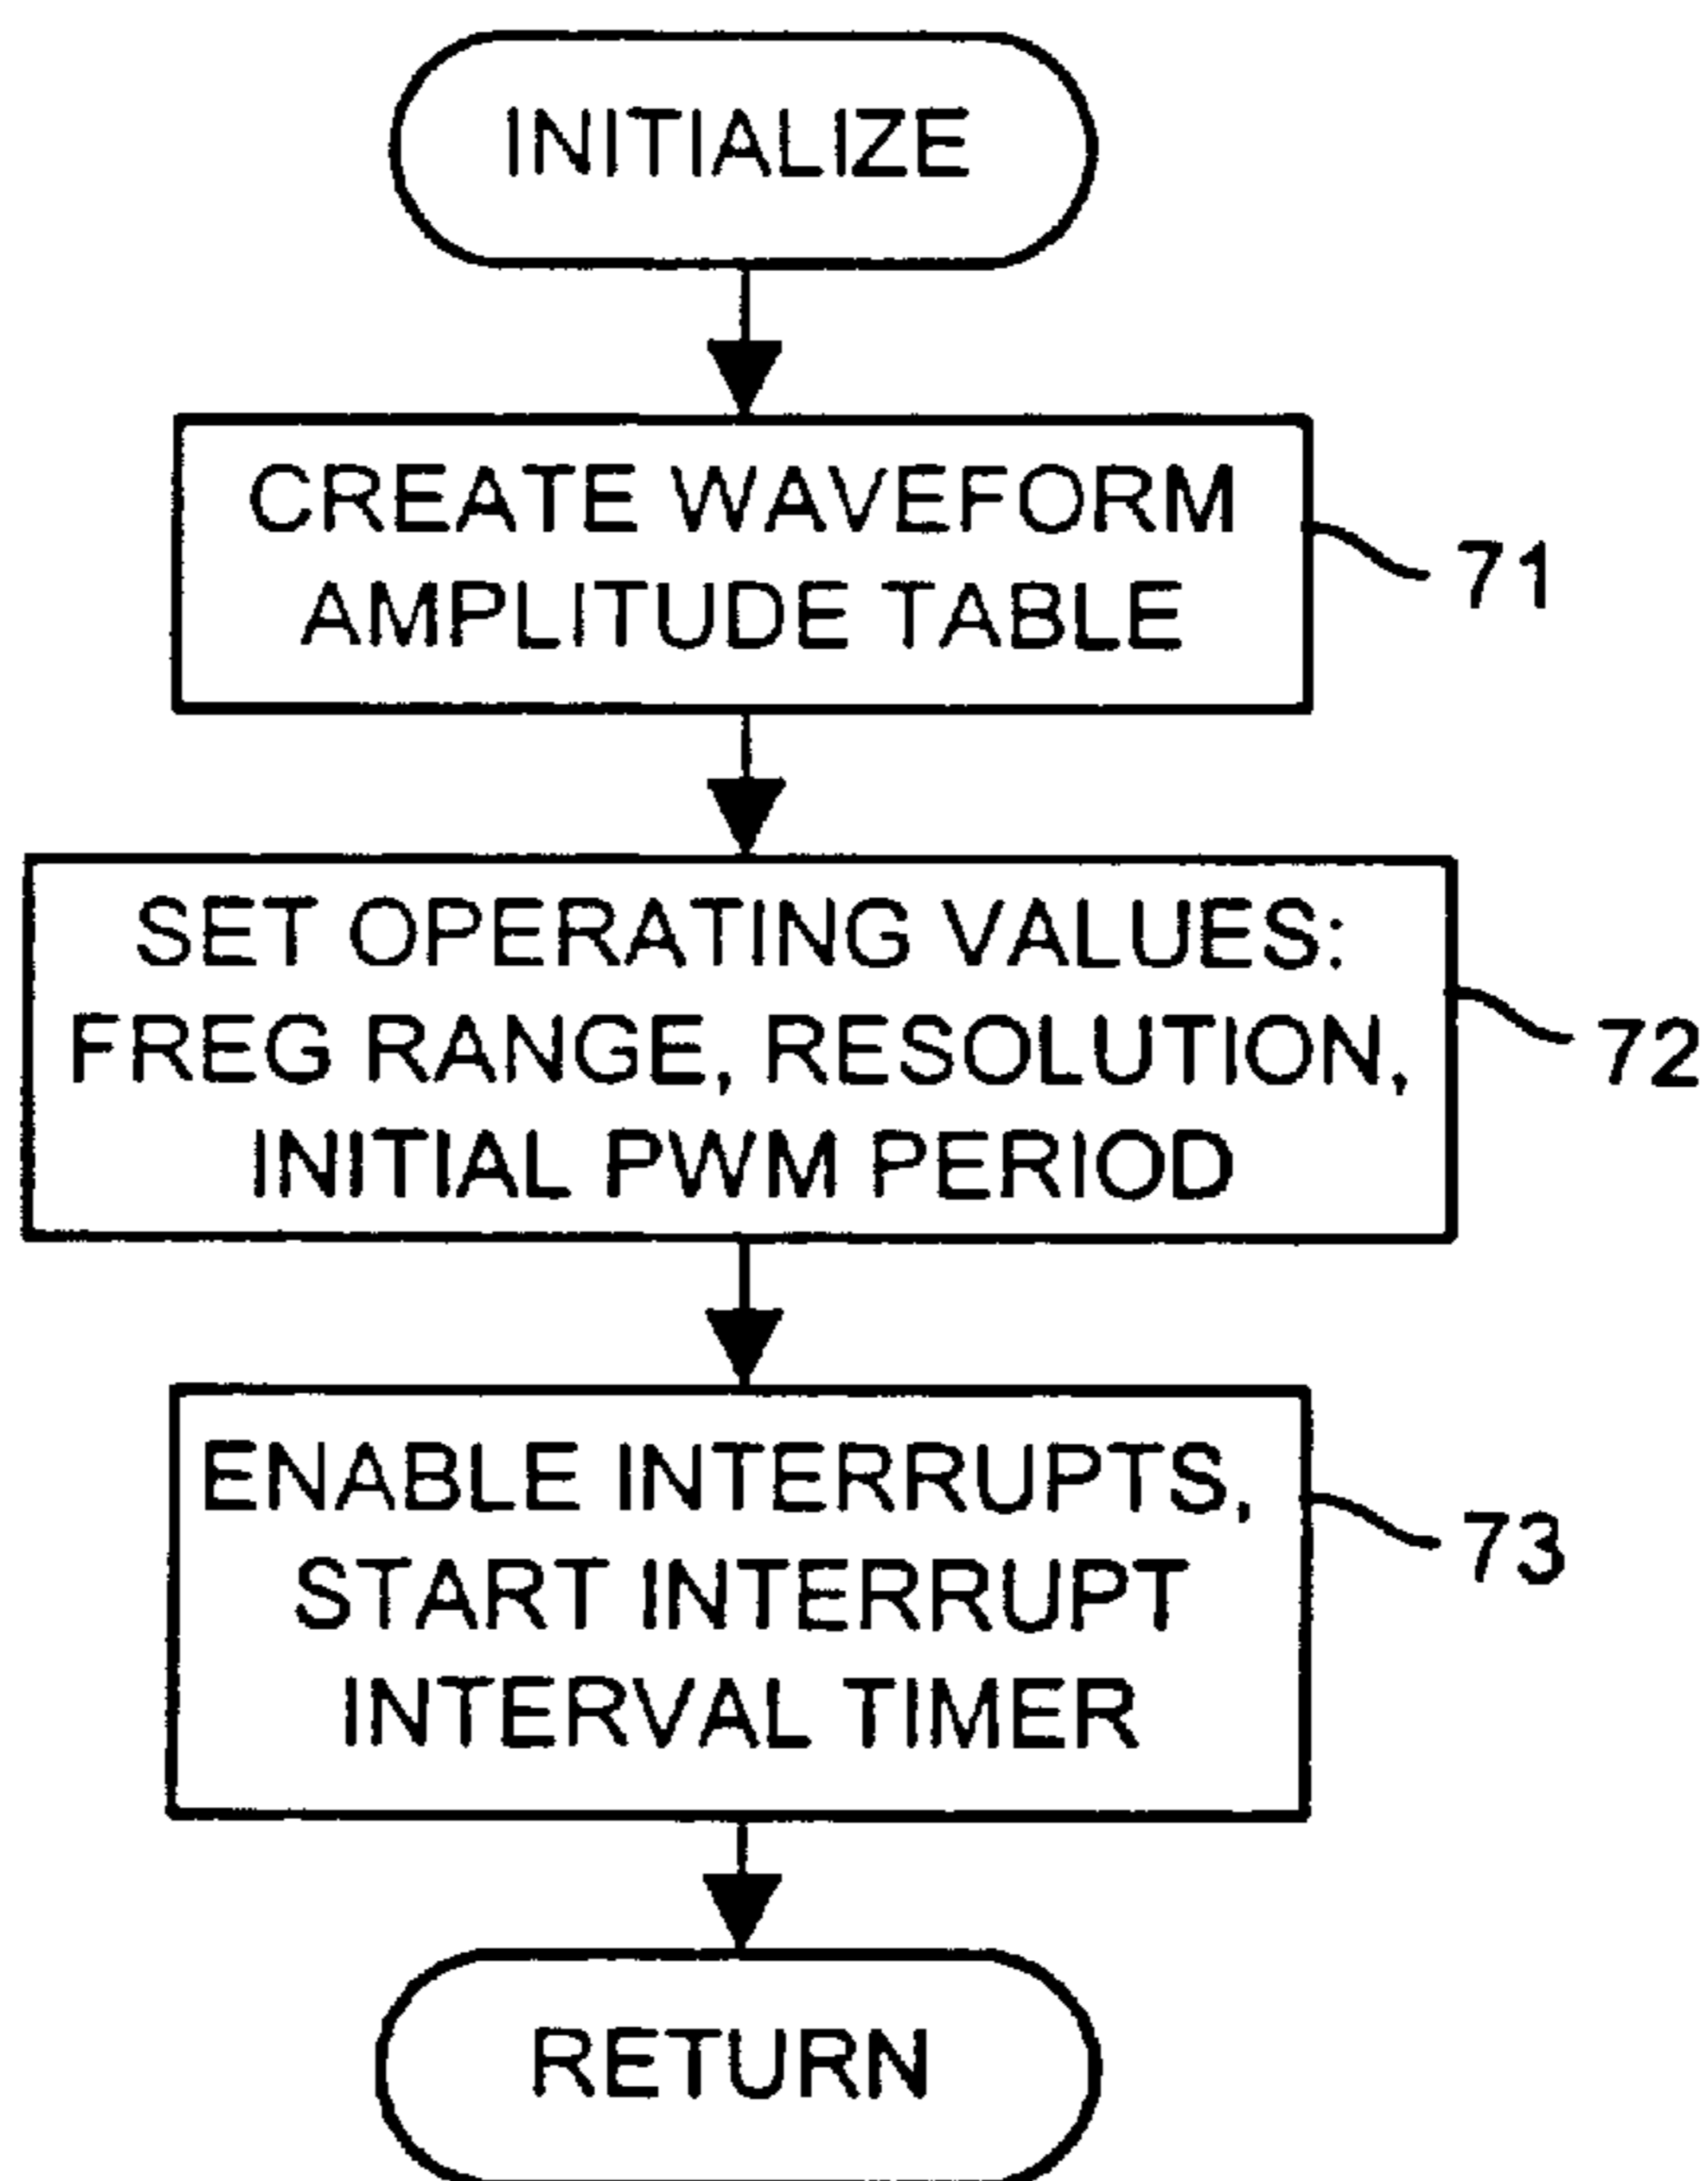 INITIALIZE
CREATE WAVEFORM
AMPLITUDE TABLE
71
SET OPERATING VALUES:
FREG RANGE, RESOLUTION,
INITIAL PWM PERIOD
72
ENABLE INTERRUPTS,
START INTERRUPT
INTERVAL TIMER
73
RETURN